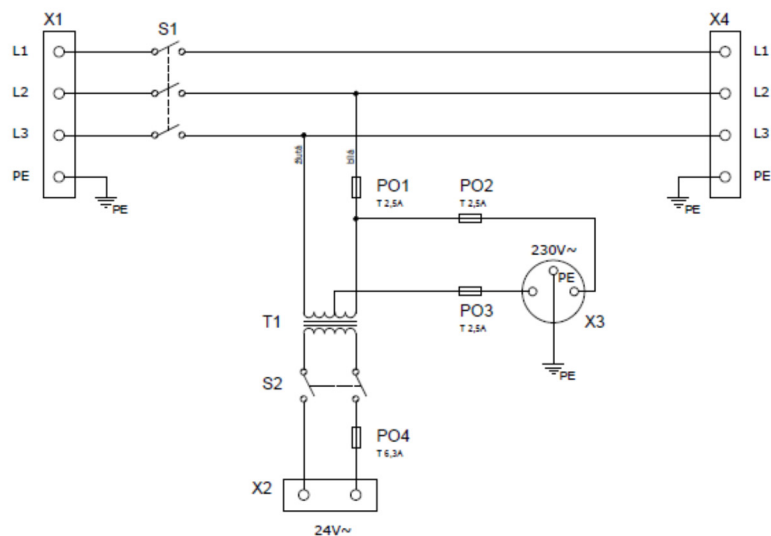 X1
S1
X4
L1
L1
L2
L2
L3
L3
žlutá
bílá
PE
PE
PO1
T 2,5A
PO2
T 2,5A
PE
PE
230V~
PE
T1
PO3
T 2,5A
X3
S2
PE
PO4
T 6,3A
X2
24V~